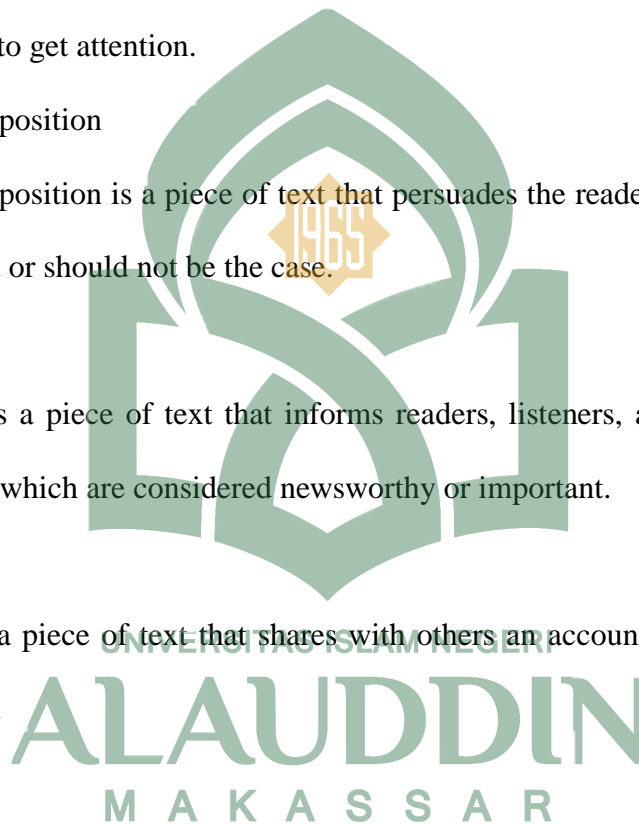 to get attention.
position
position is a piece of text that persuades the reade
or should not be the case.
s a piece of text that informs readers, listeners, a
which are considered newsworthy or important.
a piece of text that shares with others an accoun
1965
UNIVERSITAS ISLAM NEGERI
ALAUDDIN
MAKASSAR